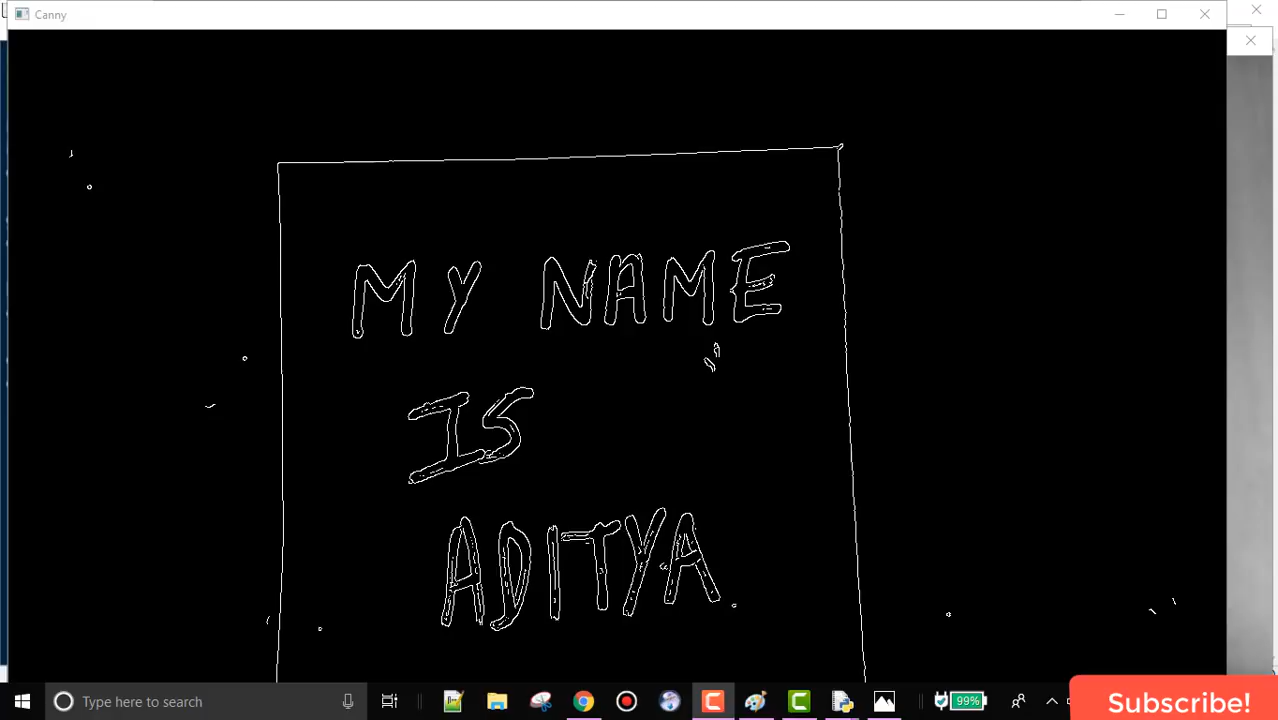 Canny
MY NAME
IS
ADITYA.
Type here to search
99%
Subscribe!